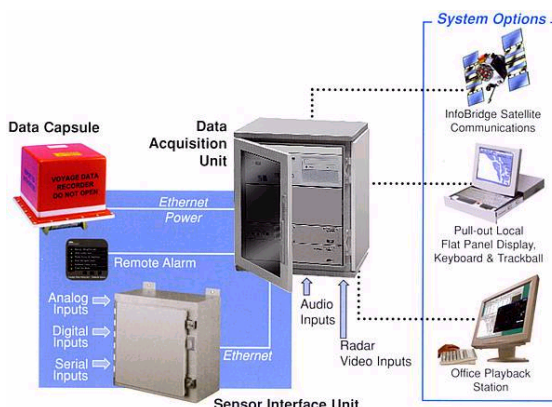 System Options
InfoBridge Satellite
Communications
Data Capsule
Data
Acquisition
Unit
VOYAGE DATA
RECORDER
DO NOT OPEN
Ethernet
Power
Pull-out Local
Flat Panel Display,
Keyboard & Trackball
Remote Alarm
Analog
Inputs
Digital
Inputs
Serial
Inputs
Ethernet
Audio
Inputs
Radar
Video Inputs
Office Playback
Station
Sensor Interface Unit